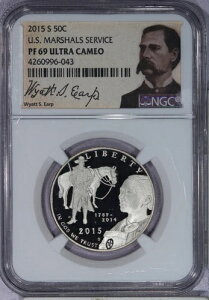 2015 S 50C
U.S. MARSHALS SERVICE
PF 69 ULTRA CAMEO
4260996-043
Wyatt S. Earp
Wyatt S. Earp
NGC
LIBERTY
1789-
2014
2015
IN GOD WE TRUST